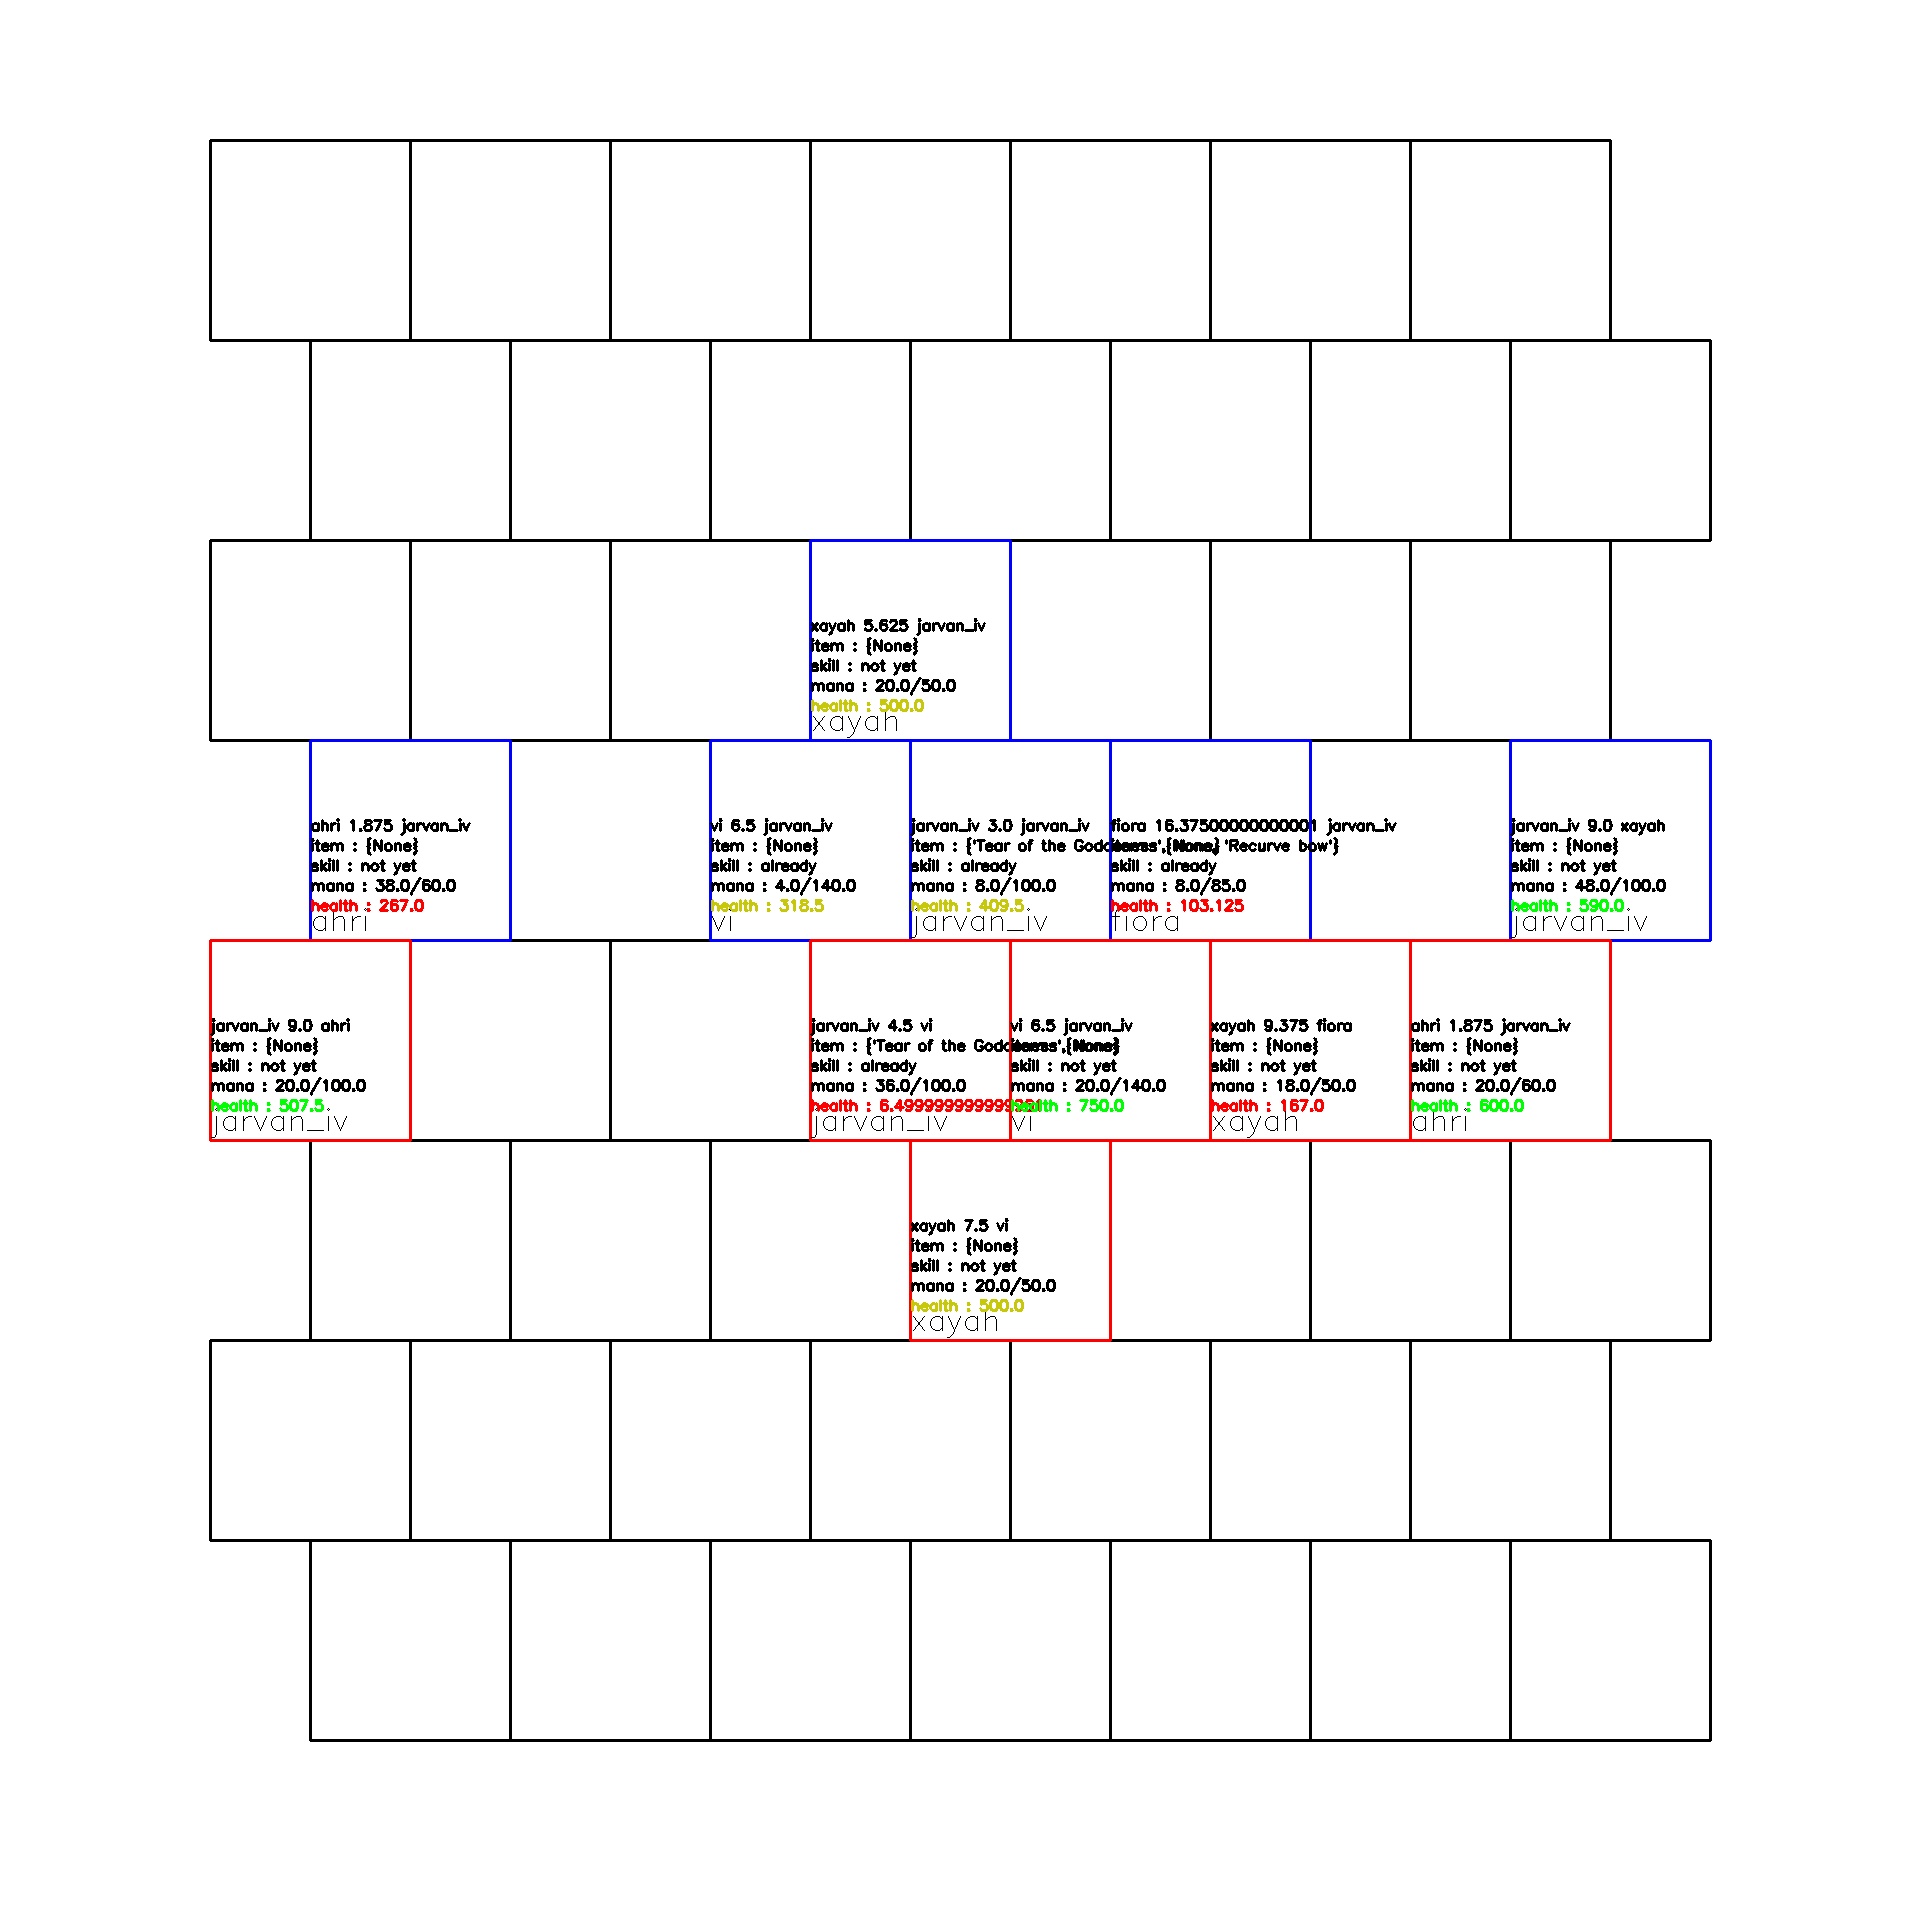 xayah 5.625 jarvan_iv
item : {None}
skill : not yet
mana : 20.0/50.0
health : 500.0
xayah
ahri 1.875 jarvan_iv
item : {None}
skill : not yet
mana : 38.0/60.0
health : 267.0
ahri
vi 6.5 jarvan_iv
item : {None}
skill : already
mana : 4.0/140.0
health : 318.5
vi
jarvan_iv 3.0 jarvan_iv
item : {'Tear of the Goddess', 'Recurve bow'}
skill : already
mana : 8.0/100.0
health : 409.5
jarvan_iv
fiora 16.37500000000001 jarvan_iv
item : {None}
skill : already
mana : 8.0/85.0
health : 103.125
fiora
jarvan_iv 9.0 xayah
item : {None}
skill : not yet
mana : 48.0/100.0
health : 590.0
jarvan_iv
jarvan_iv 9.0 ahri
item : {None}
skill : not yet
mana : 20.0/100.0
health : 507.5
jarvan_iv
jarvan_iv 4.5 vi
item : {'Tear of the Goddess',
skill : already
mana : 36.0/100.0
health :
jarvan_iv
vi 6.5 jarvan_iv
item : {None}
skill : not yet
mana : 20.0/140.0
health : 750.0
vi
xayah 9.375 fiora
item : {None}
skill : not yet
mana : 18.0/50.0
health : 167.0
xayah
ahri 1.875 jarvan_iv
item : {None}
skill : not yet
mana : 20.0/60.0
health : 600.0
ahri
xayah 7.5 vi
item : {None}
skill : not yet
mana : 20.0/50.0
health : 500.0
xayah